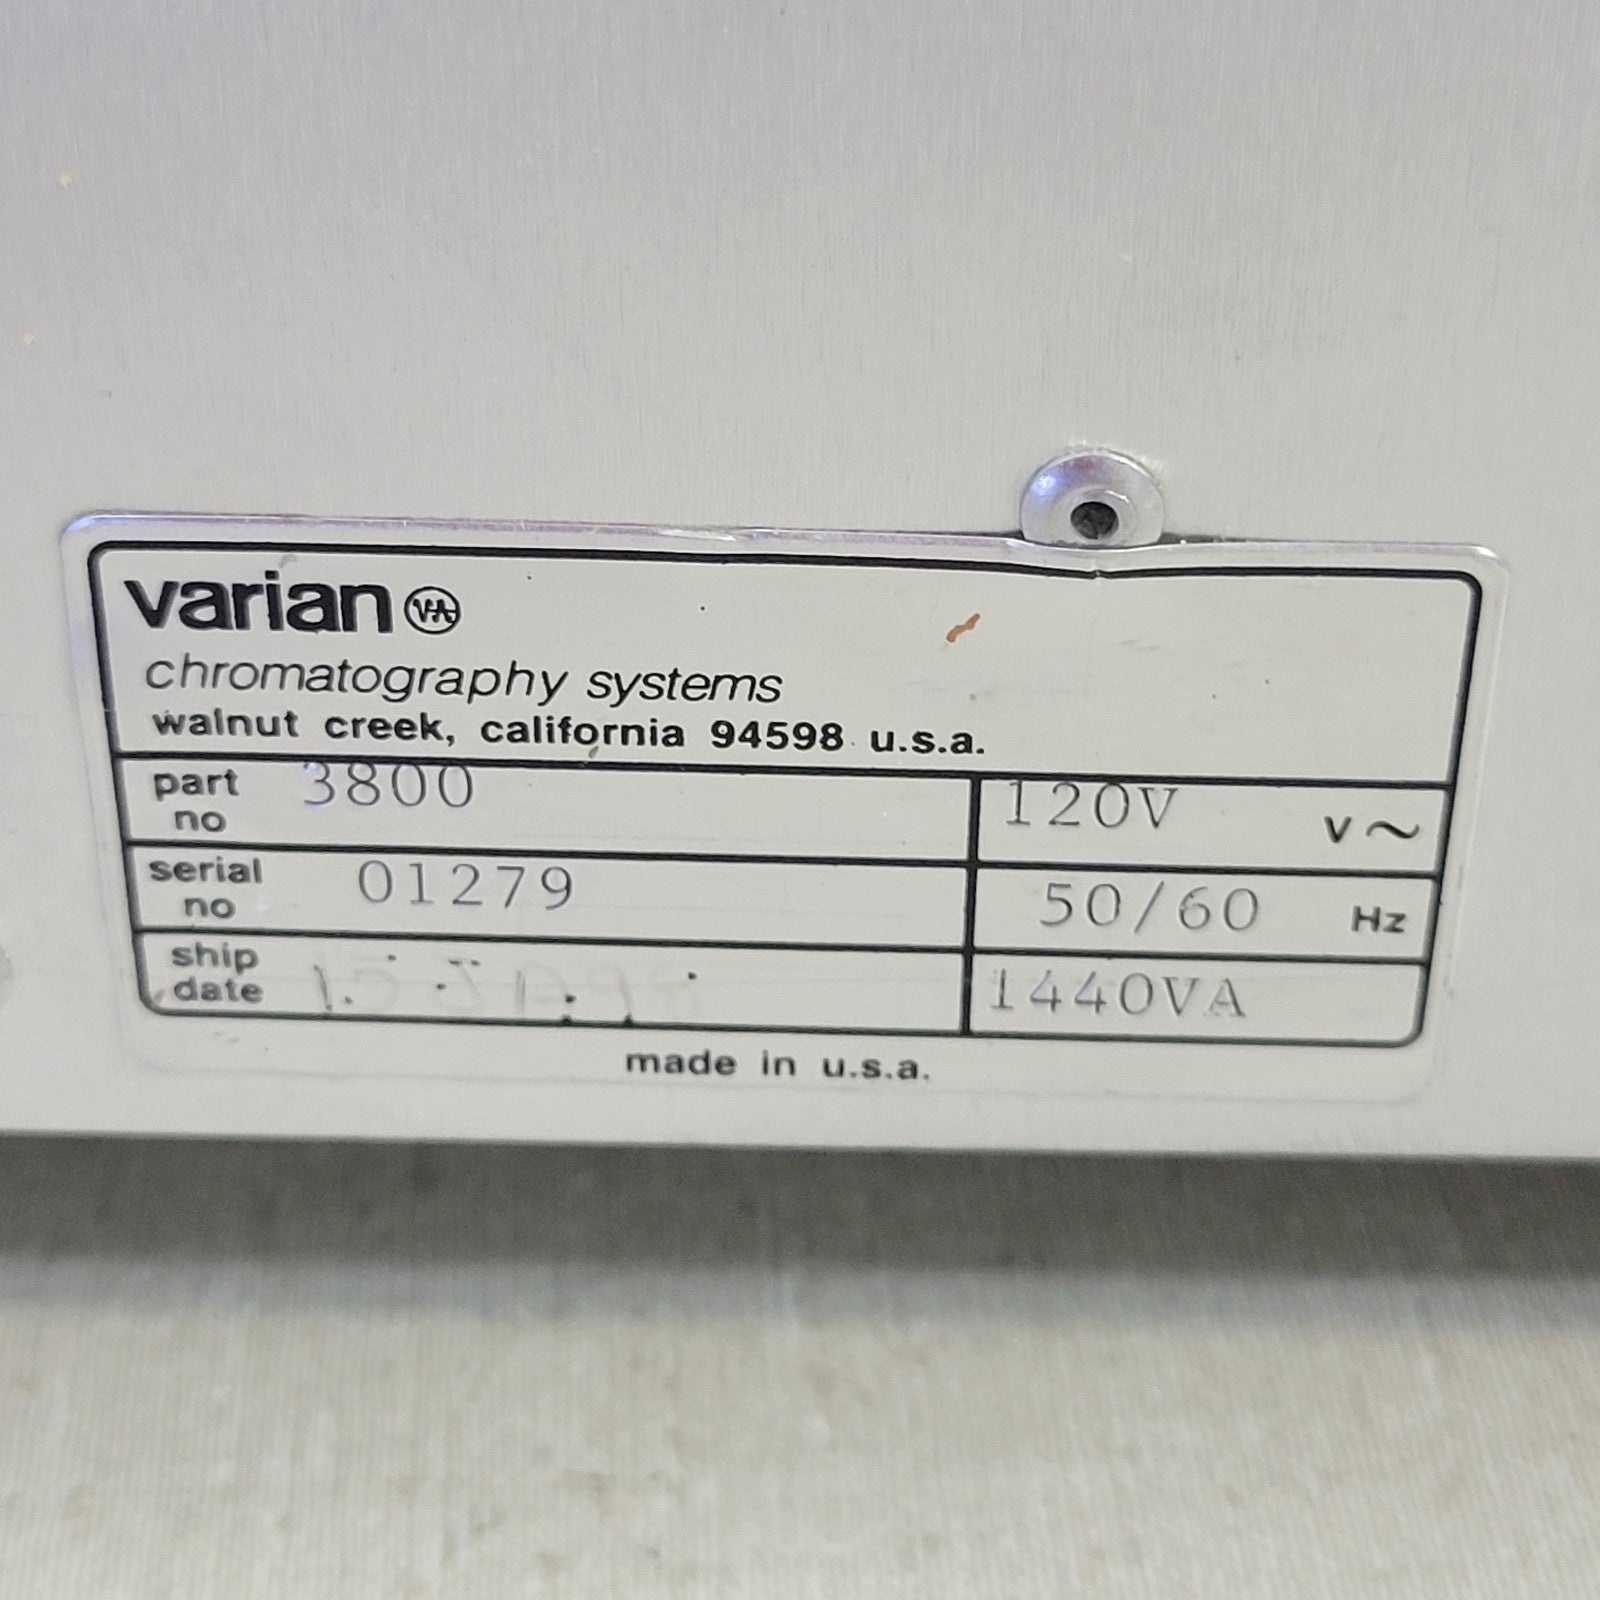 varian VA
chromatography systems
walnut creek, california 94598 u.s.a.
part no 3800 120V V~
serial no 01279 50/60 Hz
ship date 1440VA
made in u.s.a.